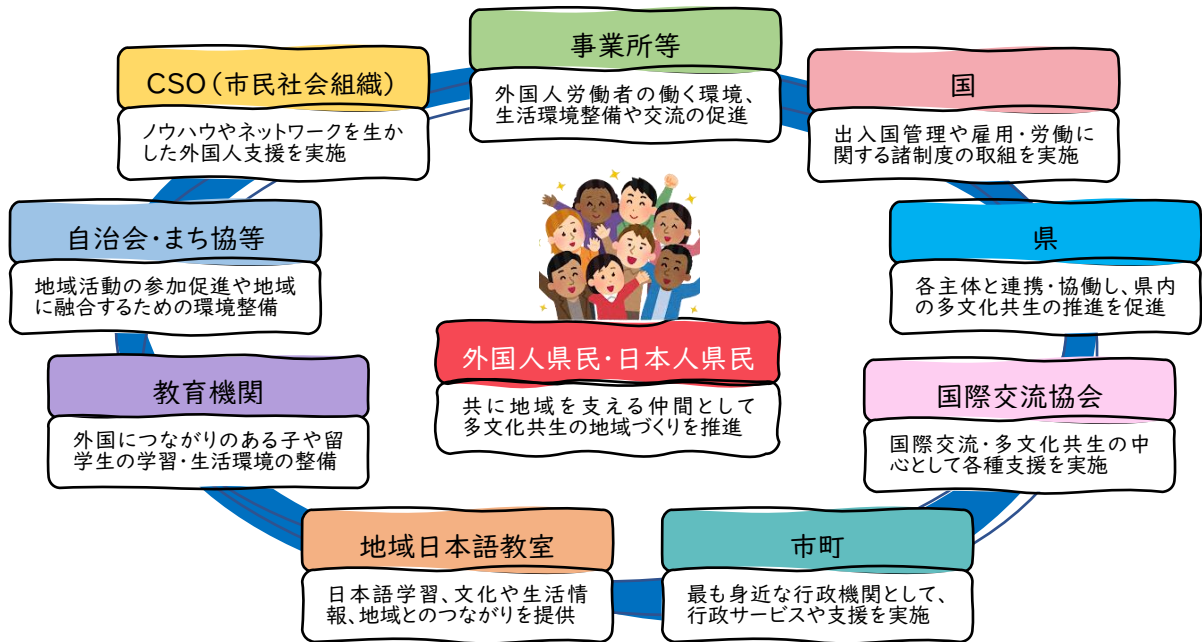 事業所等
外国人労働者の働く環境、
生活環境整備や交流の促進
国
出入国管理や雇用・労働に
関する諸制度の取組を実施
県
各主体と連携・協働し、県内
の多文化共生の推進を促進
国際交流協会
国際交流・多文化共生の中
心として各種支援を実施
市町
最も身近な行政機関として、
行政サービスや支援を実施
地域日本語教室
日本語学習、文化や生活情
報、地域とのつながりを提供
教育機関
外国につながりのある子や留
学生の学習・生活環境の整備
自治会・まち協等
地域活動の参加促進や地域
に融合するための環境整備
CSO（市民社会組織）
ノウハウやネットワークを生か
した外国人支援を実施
外国人県民・日本人県民
共に地域を支える仲間として
多文化共生の地域づくりを推進